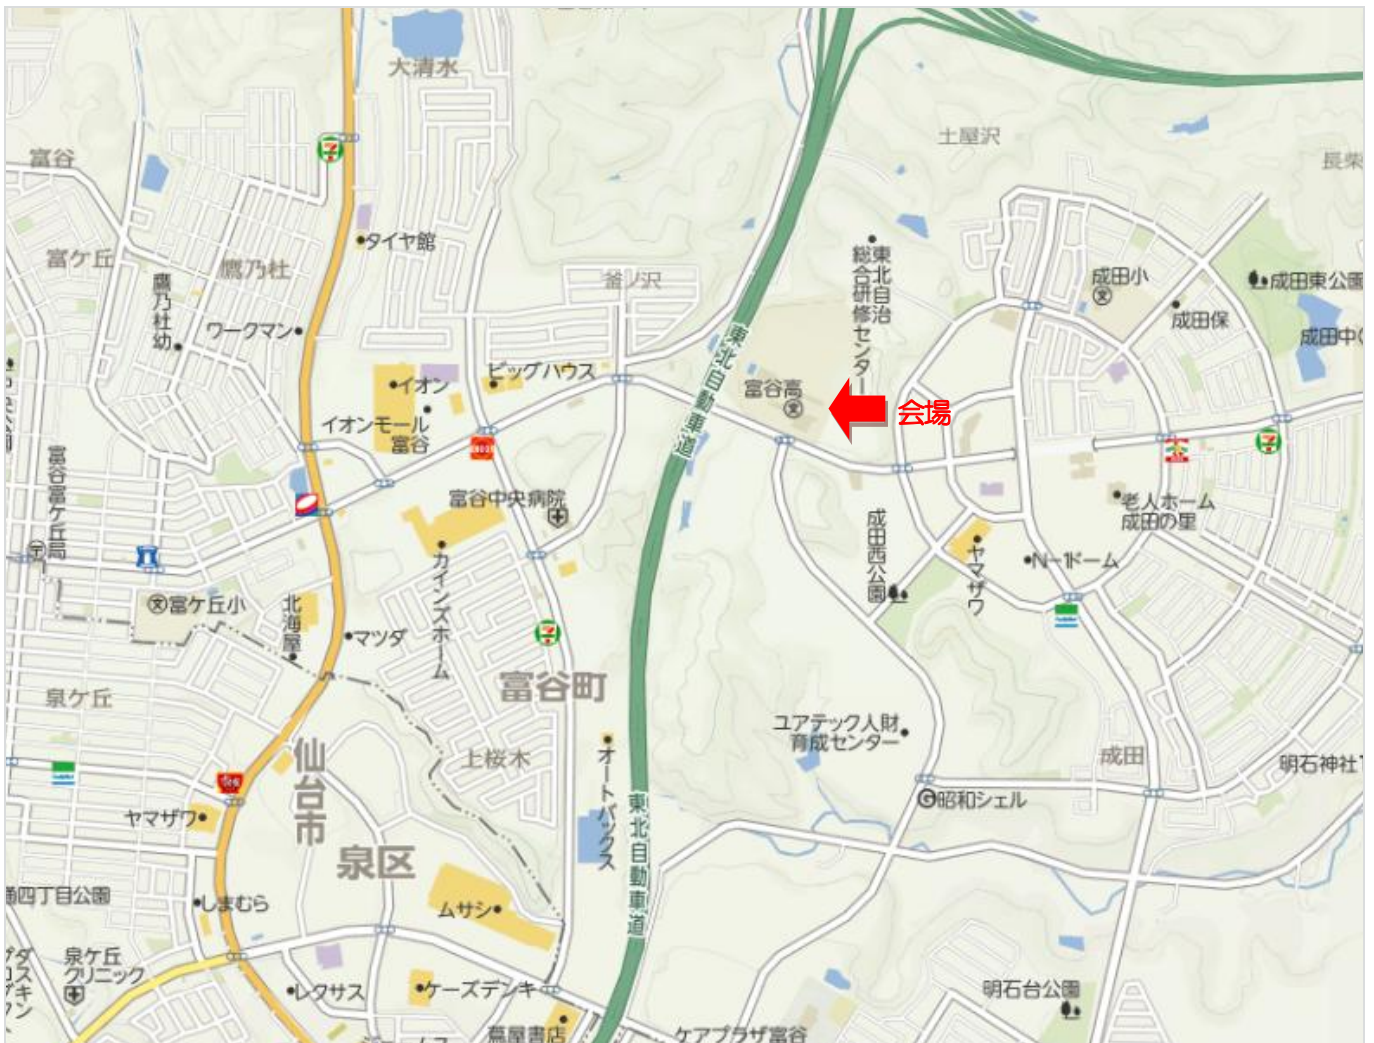 大清水
土屋沢
富谷
長柴
タイヤ館
富ケ丘
鷹乃杜
釜ノ沢
東北自治
総合研修センター
成田小
成田東公園
鷹乃杜幼
ワークマン
成田保
成田中
東北自動車道
イオン
ビッグハウス
富谷高
会場
イオンモール
富谷
富谷富ケ丘局
富谷中央病院
老人ホーム
成田の里
成田西公園
カインズホーム
ヤマザワ
N-1ドーム
富ケ丘小
北海屋
マツダ
富谷町
泉ケ丘
ユアテック人財
育成センター
仙台市
上桜木
オートバックス
成田
明石神社
昭和シェル
ヤマザワ
東北自動車道
泉区
通四丁目公園
しまむら
ムサシ
泉ケ丘
クリニック
レクサス
ケーズデンキ
明石台公園
蔦屋書店
ケアプラザ富谷